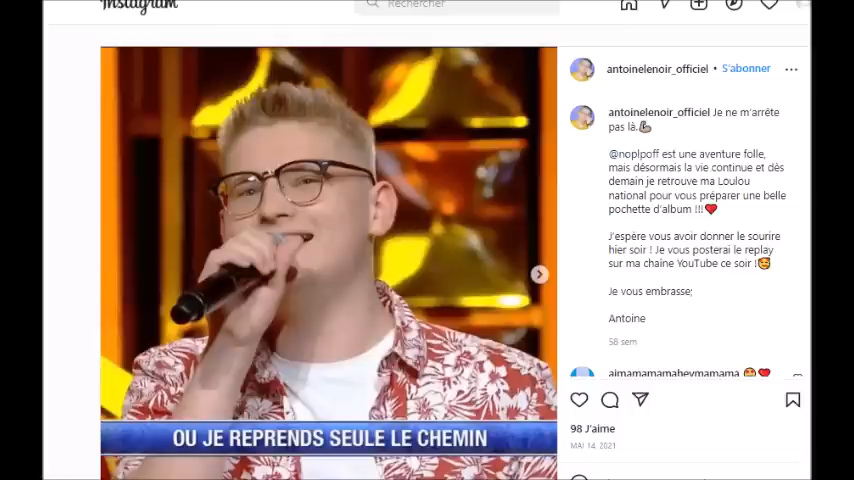 Instagram
Rechercher
antoinelenoir_officiel • S'abonner
antoinelenoir_officiel Je ne m'arrête
pas là.
@noplpoff est une aventure folle,
mais désormais la vie continue et dès
demain je retrouve ma Loulou
national pour vous préparer une belle
pochette d'album !!!
J'espère vous avoir donner le sourire
hier soir ! Je vous posterai le replay
sur ma chaîne YouTube ce soir !
Je vous embrasse;
Antoine
58 sem
aimamamamaheymamama
98 J'aime
MAI 14, 2021
OU JE REPRENDS SEULE LE CHEMIN